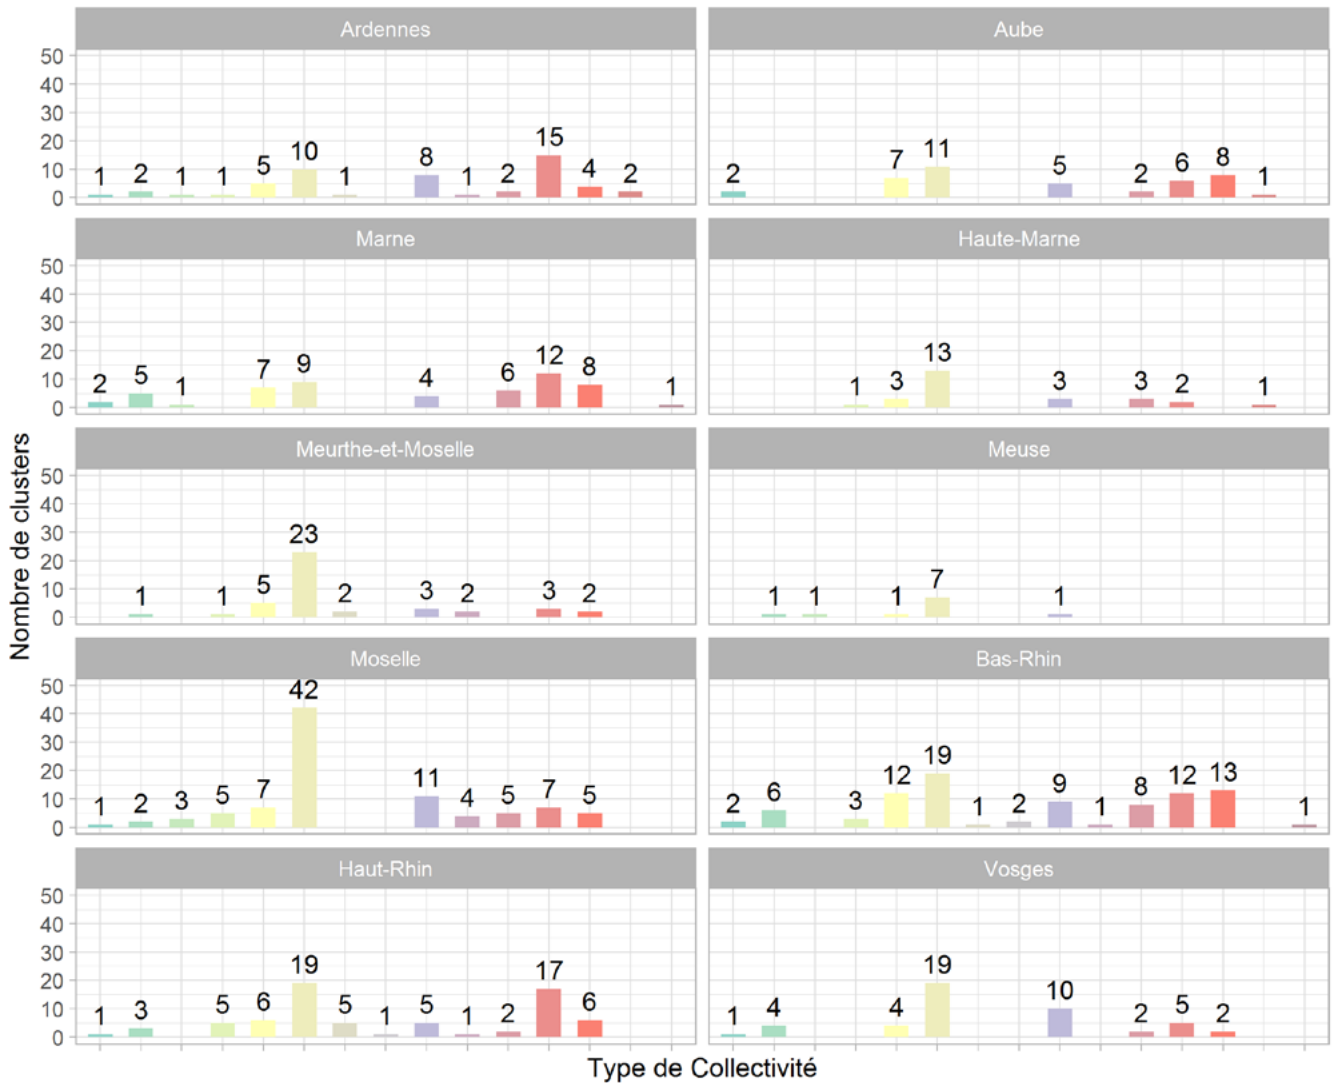 Ardennes
Aube
50
40
30
20
10
0
1 2 1 1 5 10 1 8 1 2 15 4 2
2 7 11 5 2 6 8 1
Marne
Haute-Marne
50
40
30
20
10
0
2 5 1 7 9 4 6 12 8 1
1 3 13 3 3 2 1
Meurthe-et-Moselle
Meuse
50
40
30
20
10
0
1 1 5 23 2 3 2 3 2
1 1 1 7 1
Moselle
Bas-Rhin
50
40
30
20
10
0
1 2 3 5 7 42 11 4 5 7 5
2 6 3 12 19 1 2 9 1 8 12 13 1
Haut-Rhin
Vosges
50
40
30
20
10
0
1 3 5 6 19 5 1 5 1 2 17 6
1 4 4 19 10 2 5 2
Nombre de clusters
Type de Collectivité